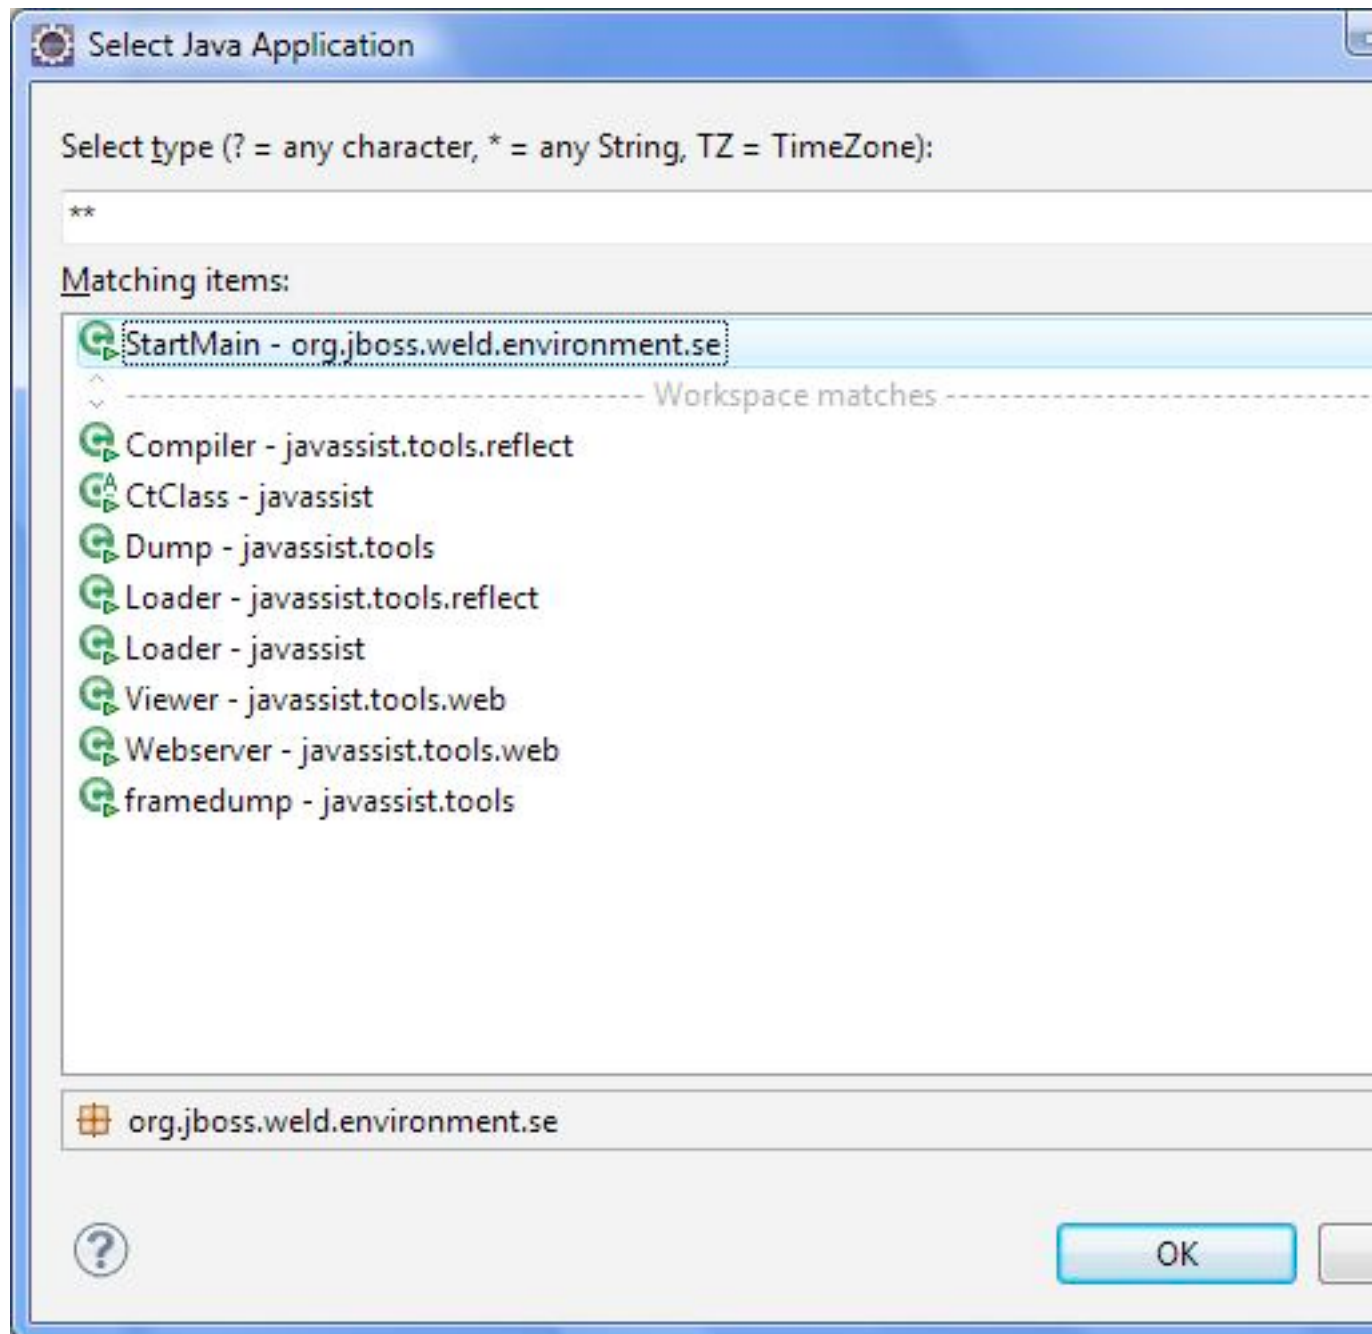 Select Java Application
Select type (? = any character, * = any String, TZ = TimeZone):
**
Matching items:
StartMain - org.jboss.weld.environment.se
Workspace matches
Compiler - javassist.tools.reflect
CtClass - javassist
Dump - javassist.tools
Loader - javassist.tools.reflect
Loader - javassist
Viewer - javassist.tools.web
Webserver - javassist.tools.web
framedump - javassist.tools
org.jboss.weld.environment.se
?
OK